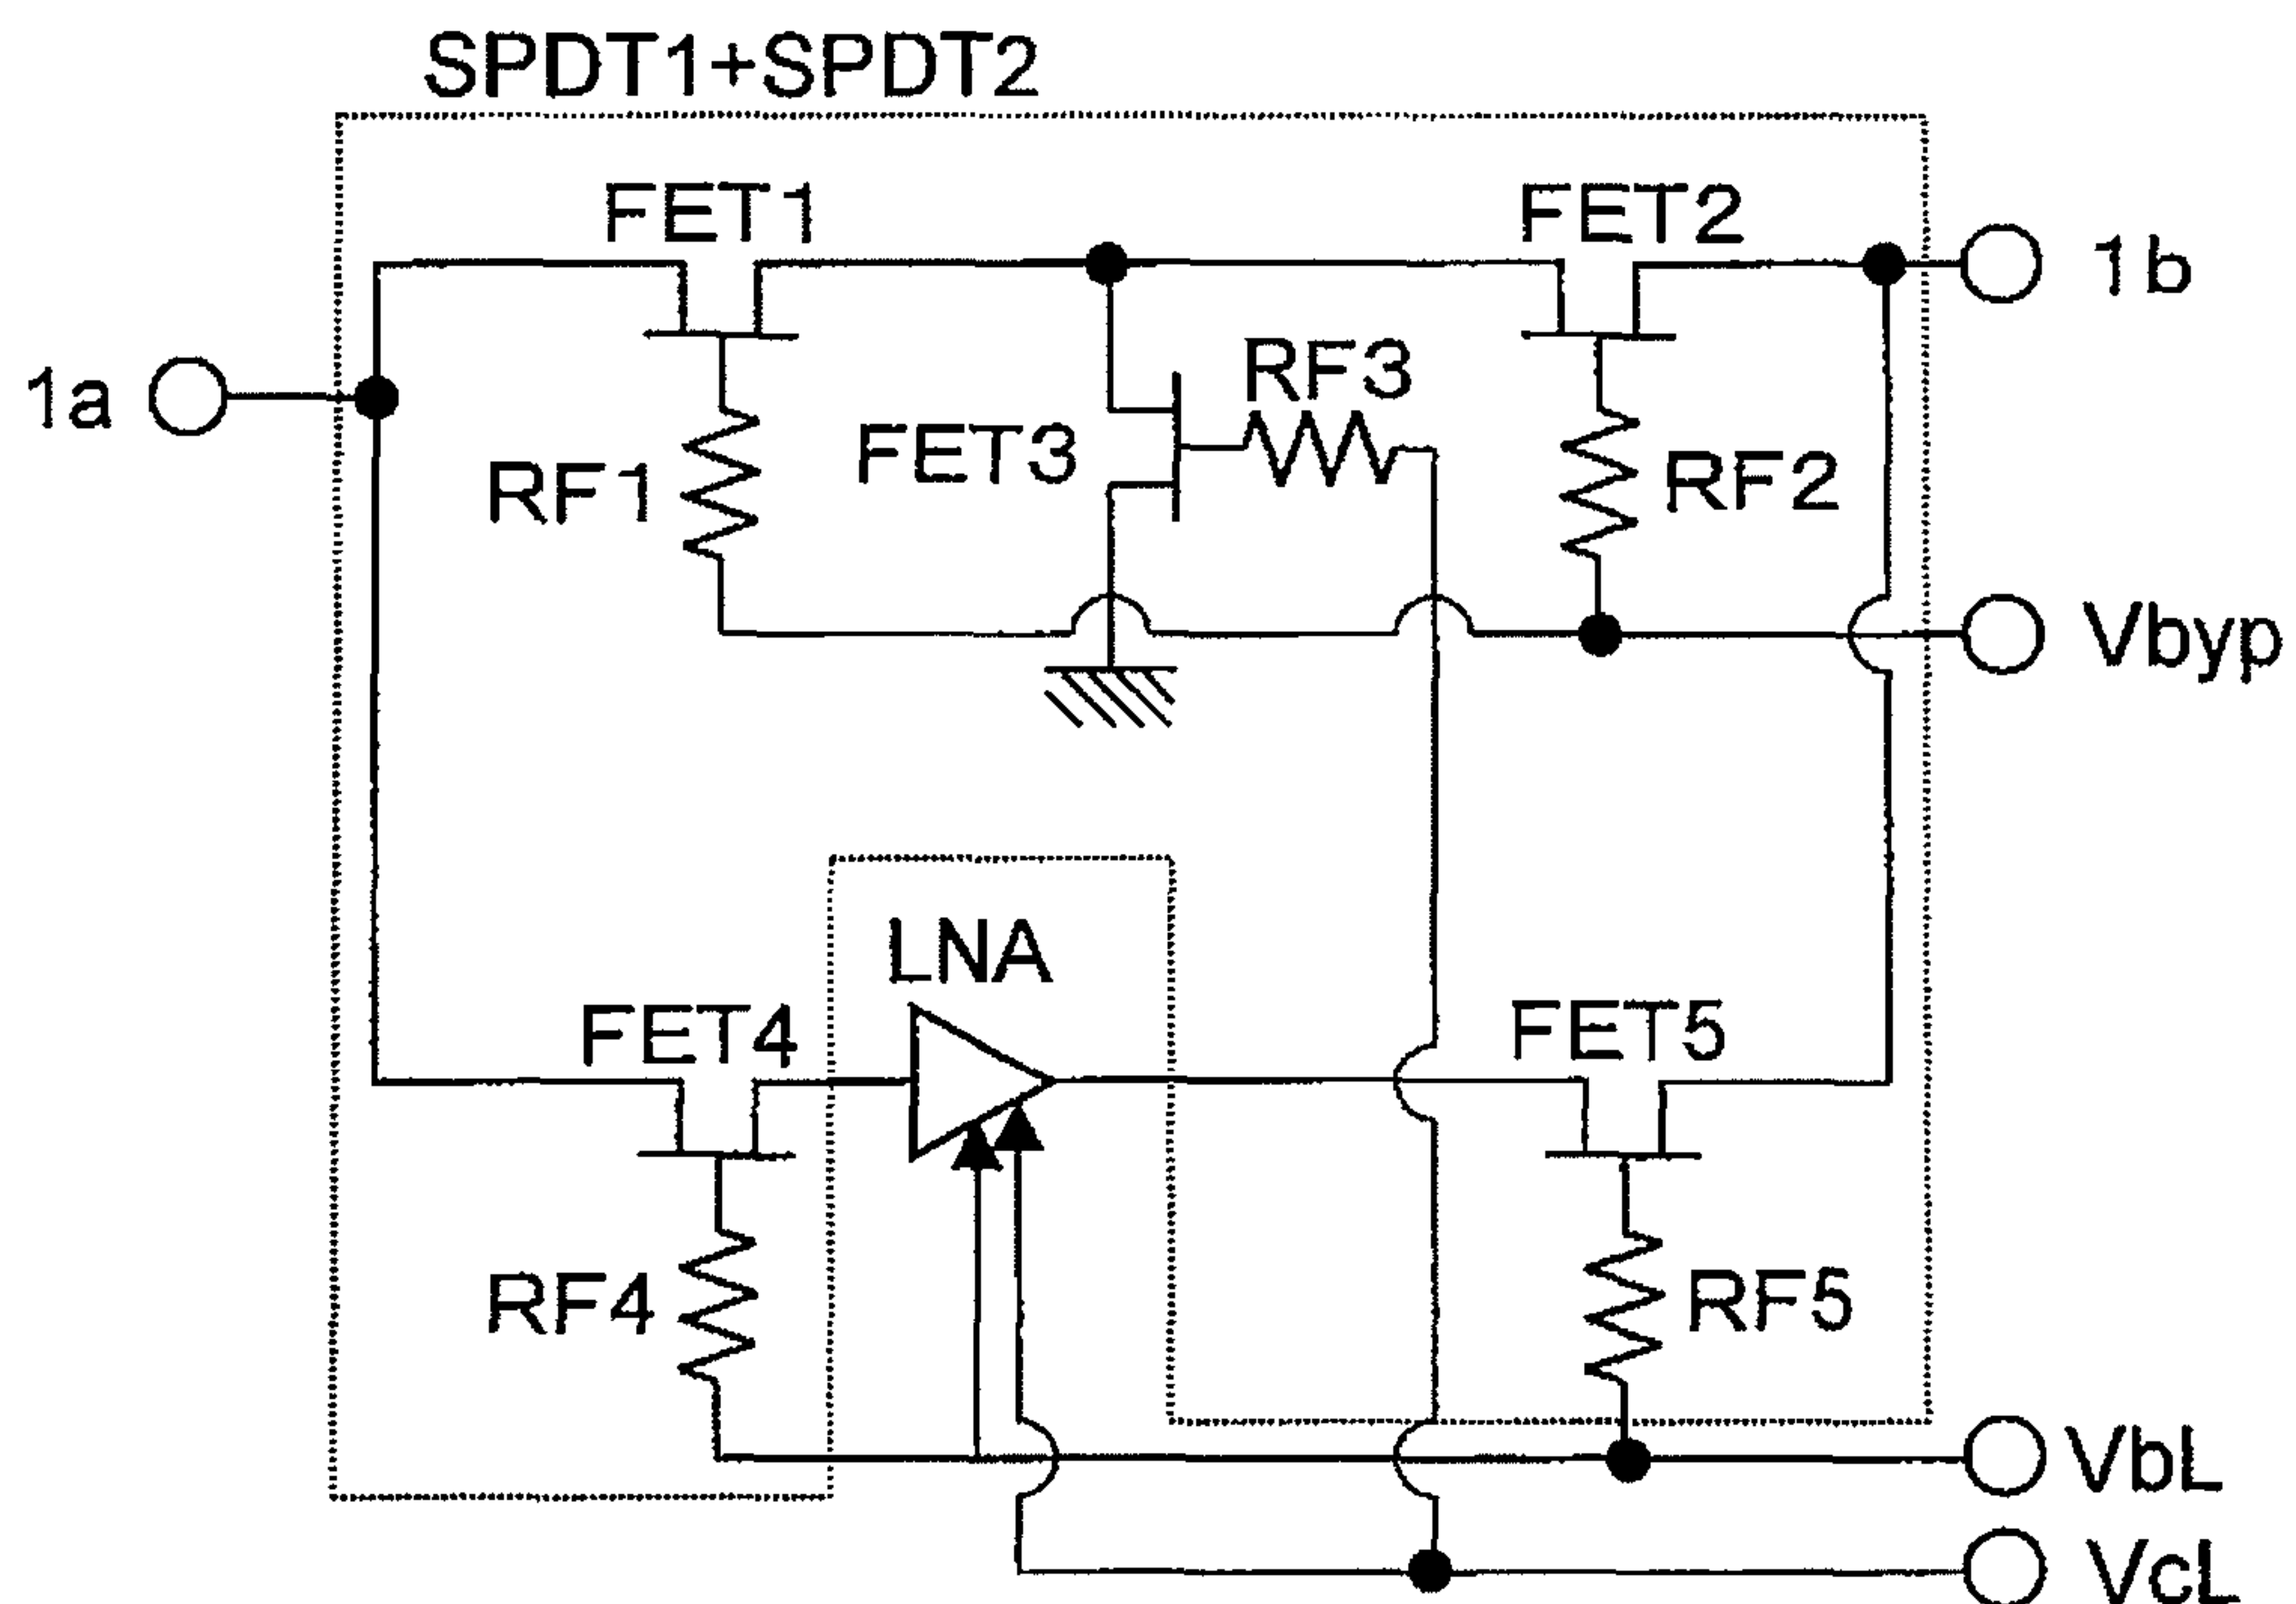 SPDT1+SPDT2
FET1
FET2
1b
1a
RF3
FET3
RF1
RF2
Vbyp
LNA
FET4
FET5
RF4
RF5
VbL
VcL